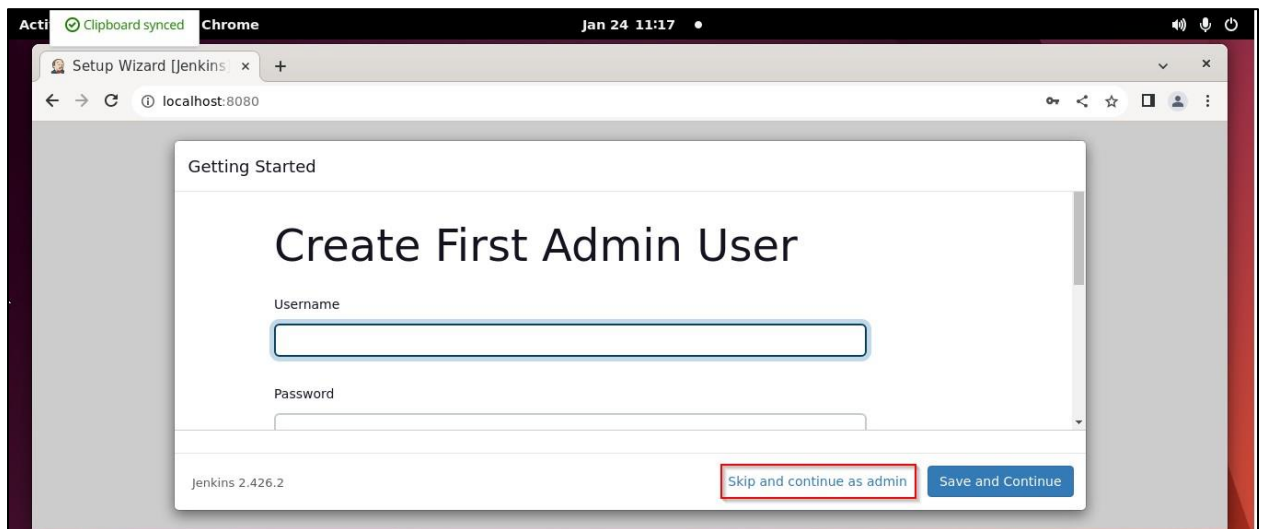 Acti Clipboard synced Chrome Jan 24 11:17
Setup Wizard [Jenkins]
localhost:8080
Getting Started
Create First Admin User
Username
Password
Jenkins 2.426.2 Skip and continue as admin Save and Continue